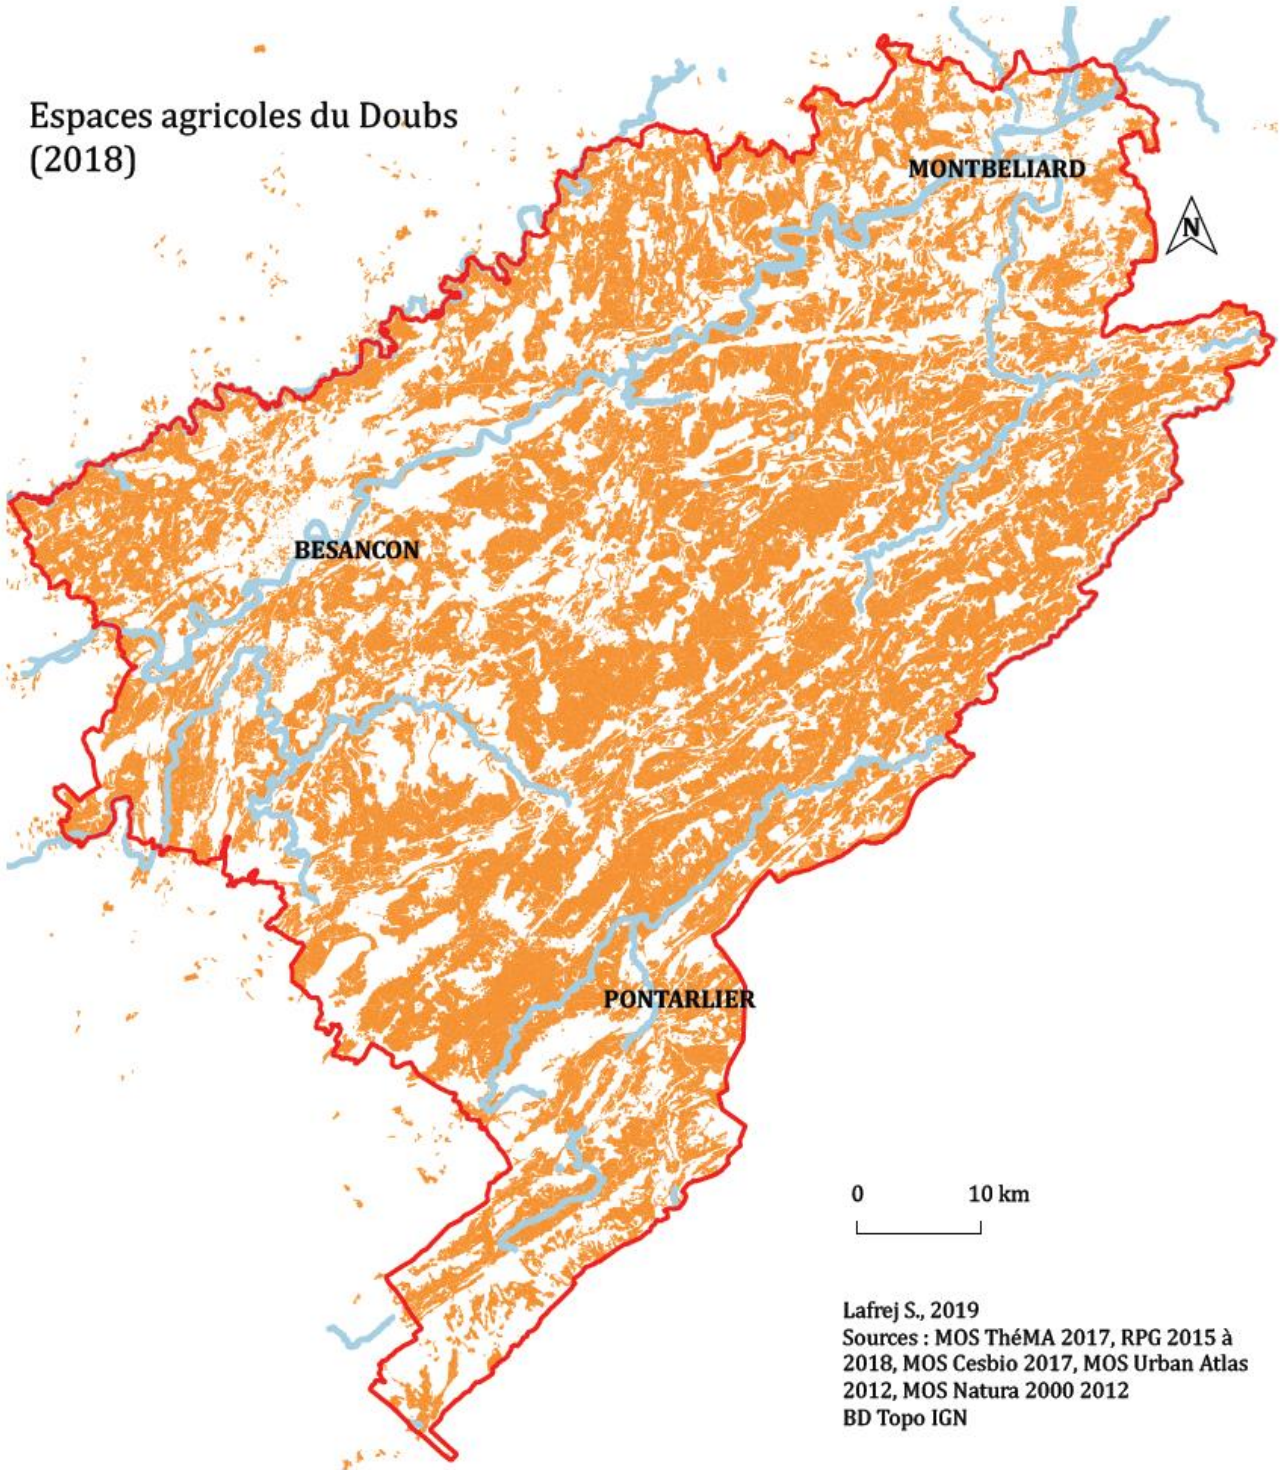 Espaces agricoles du Doubs
(2018)
MONTBELIARD
N
BESANCON
PONTARLIER
0 10 km
Lafrej S., 2019
Sources : MOS ThéMA 2017, RPG 2015 à
2018, MOS Cesbio 2017, MOS Urban Atlas
2012, MOS Natura 2000 2012
BD Topo IGN